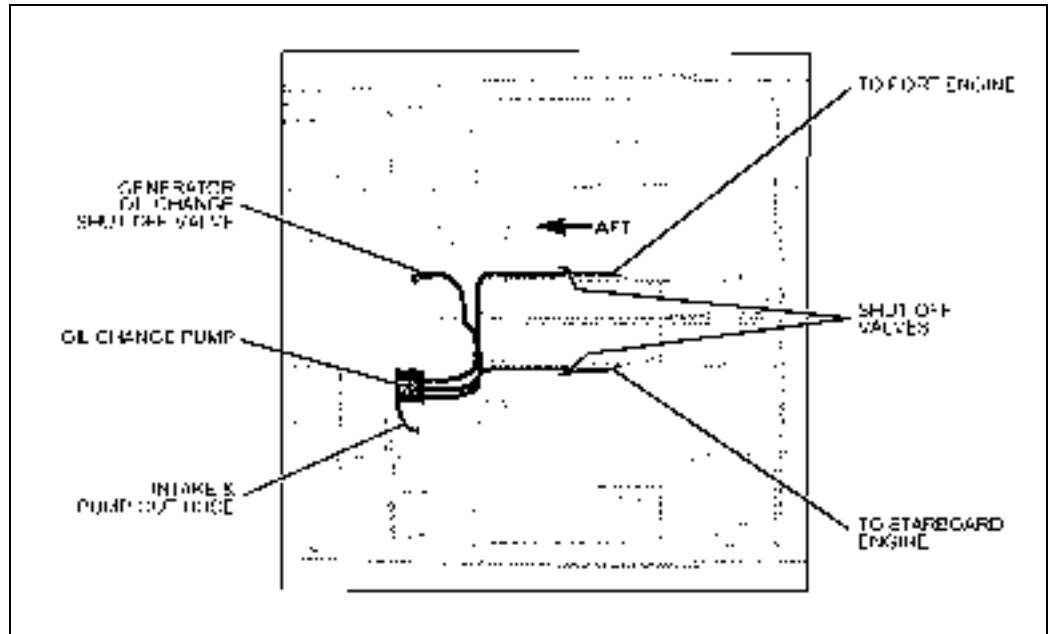 TO PORT ENGINE
GENERATOR
OIL CHANGE
SHUT OFF VALVE
AFT
SHUT OFF
VALVES
OIL CHANGE PUMP
INTAKE &
PUMP OUT HOSE
TO STARBOARD
ENGINE